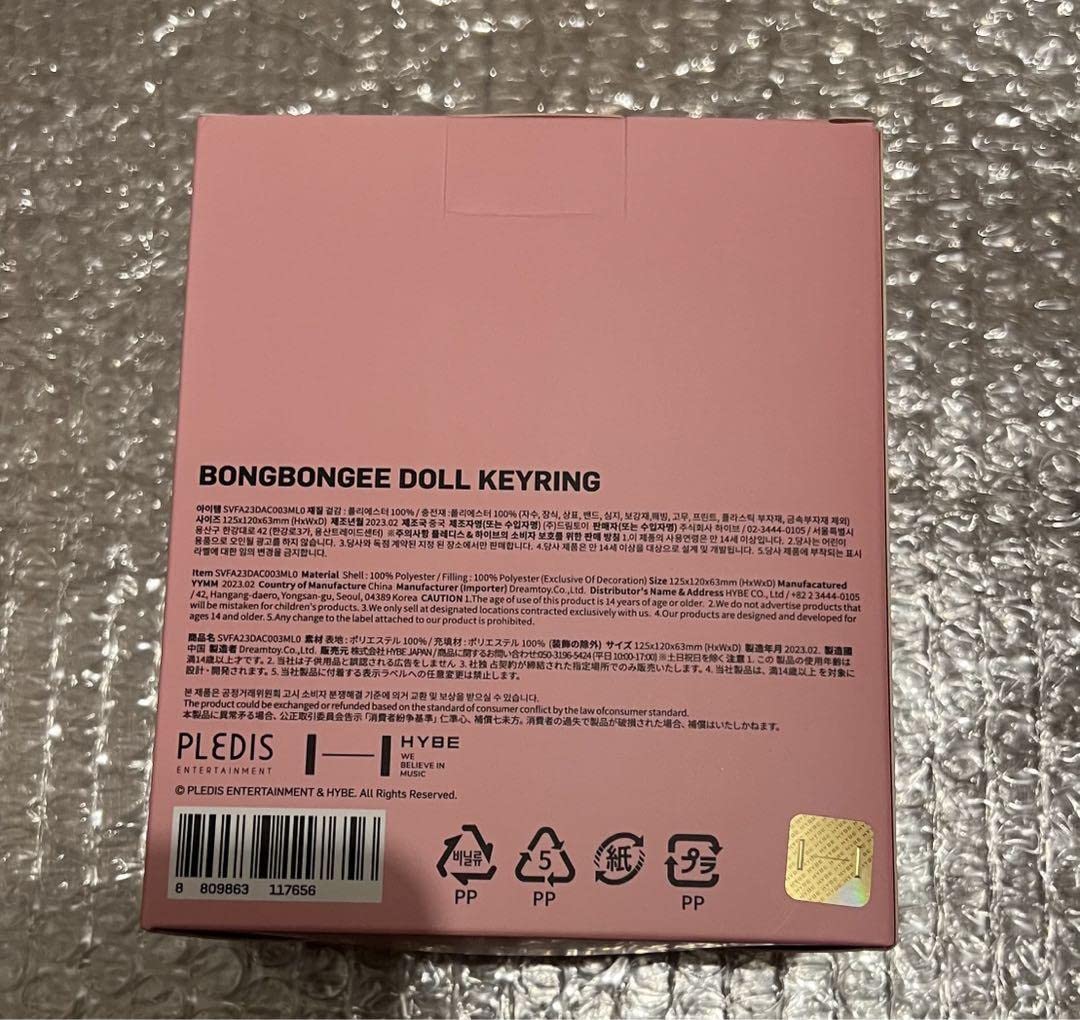 BONGBONGEE DOLL KEYRING
아이템 SVFA23DAC003ML0 재질 겉감 : 폴리에스터 100% / 충전재 : 폴리에스터 100% (자수, 장식, 상표, 밴드, 심지, 보강재, 패빙, 고무, 프린트, 플라스틱 부자재, 금속부자재 제외)
사이즈 125x120x63mm (HxWxD) 제조년월 2023.02 제조국 중국 제조자명(또는 수입자명) (주)드림토이 판매자(또는 수입자명) 주식회사 하이브 / 02-3444-0105 / 서울특별시
용산구 한강대로 42 (한강로3가, 용산트레이드센터) ※주의사항 플레디스 & 하이브의 소비자 보호를 위한 판매 방침 1.이 제품의 사용연령은 만 14세 이상입니다. 2.당사는 어린이
용품으로 오인될 광고를 하지 않습니다. 3.당사와 독점 계약된 지정 된 장소에서만 판매합니다. 4.당사 제품은 만 14세 이상을 대상으로 설계 및 개발됩니다. 5.당사 제품에 부착되는 표시
라벨에 대한 임의 변경을 금지합니다.
Item SVFA23DAC003ML0 Material Shell : 100% Polyester / Filling : 100% Polyester (Exclusive Of Decoration) Size 125x120x63mm (HxWxD) Manufacatured
YYMM 2023.02 Country of Manufacture China Manufacturer (Importer) Dreamtoy.Co.,Ltd. Distributor's Name & Address HYBE CO., Ltd / +82 2 3444-0105
/ 42, Hangang-daero, Yongsan-gu, Seoul, 04389 Korea CAUTION 1.The age of use of this product is 14 years of age or older. 2.We do not advertise products that
will be mistaken for children's products. 3.We only sell at designated locations contracted exclusively with us. 4.Our products are designed and developed for
ages 14 and older. 5.Any change to the label attached to our product is prohibited.
商品名 SVFA23DAC003ML0 素材 表地 : ポリエステル 100% / 充填材 : ポリエステル 100% (装飾の除外) サイズ 125x120x63mm (HxWxD) 製造年月 2023.02. 製造國
中国 製造者 Dreamtoy.Co.,Ltd. 販売元 株式會社HYBE JAPAN / 商品に関するお問い合わせ 050-3196-5424 (平日10:00-17:00)※土日祝日を除く 注意 1. この 製品の使用年齢は
満14歳以上才です。 2. 当社は子供用品と誤認される広告をしません 3. 社独 占契約が締結された指定場所でのみ販売いたします。 4. 当社製品は、満14歳以上 を対象に
設計・開発されます。 5. 当社製品に付着する表示ラベルへの任意変更は禁止します。
본 제품은 공정거래위원회 고시 소비자 분쟁해결 기준에 의거 교환 및 보상을 받으실 수 있습니다.
The product could be exchanged or refunded based on the standard of consumer conflict by the law ofconsumer standard.
本製品に異常よる場合、公正取引委員会告示「消費者紛争基準」仁準心、補償七未方。消費者の過失で製品が破損された場合、補償はいたしかねます。
PLEDIS
ENTERTAINMENT
HYBE
WE
BELIEVE IN
MUSIC
© PLEDIS ENTERTAINMENT & HYBE. All Rights Reserved.
8 809863 117656
비닐류
PP
5
PP
紙
プラ
PP